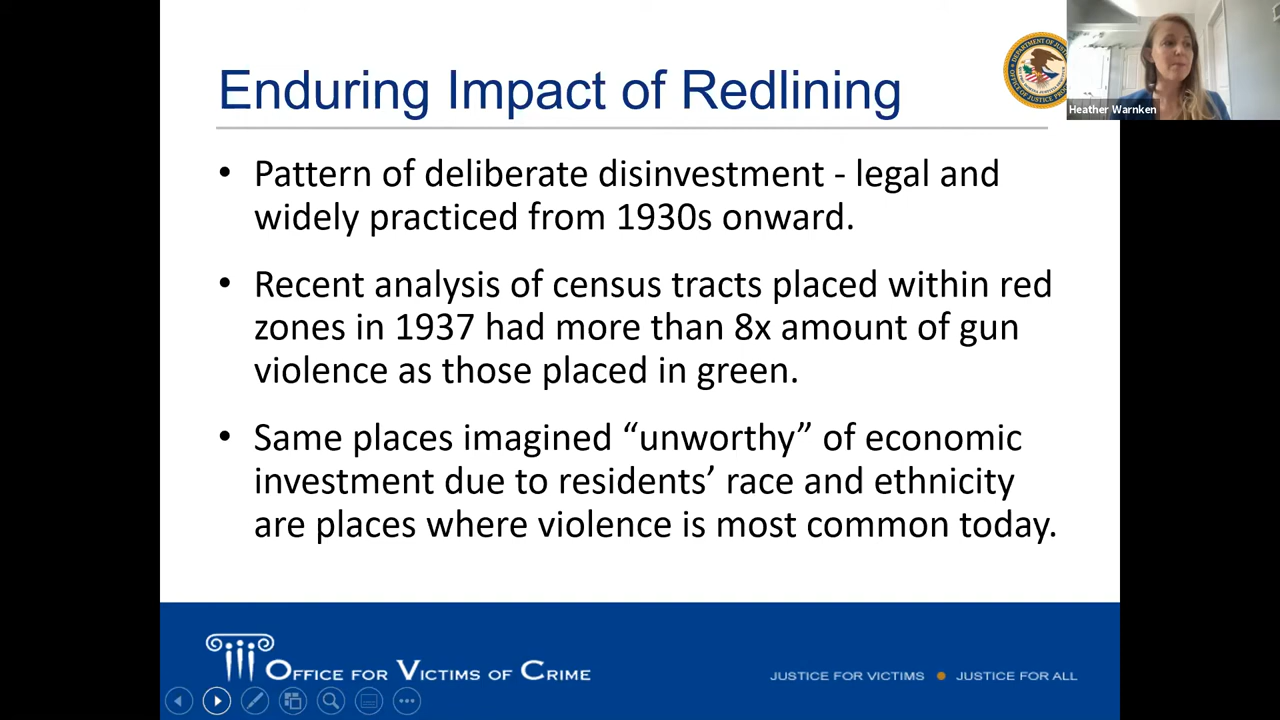 Enduring Impact of Redlining
Heather Warnken
• Pattern of deliberate disinvestment - legal and
widely practiced from 1930s onward.
• Recent analysis of census tracts placed within red
zones in 1937 had more than 8x amount of gun
violence as those placed in green.
• Same places imagined “unworthy” of economic
investment due to residents’ race and ethnicity
are places where violence is most common today.
OFFICE FOR VICTIMS OF CRIME
JUSTICE FOR VICTIMS ● JUSTICE FOR ALL